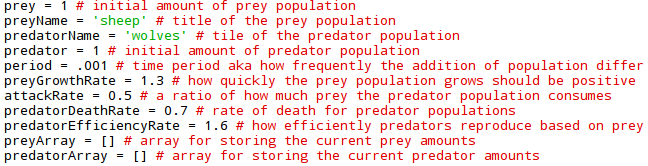 prey = 1 # initial amount of prey population
preyName = 'sheep' # title of the prey population
predatorName = 'wolves' # tile of the predator population
predator = 1 # initial amount of predator population
period = .001 # time period aka how frequently the addition of population differ
preyGrowthRate = 1.3 # how quickly the prey population grows should be positive
attackRate = 0.5 # a ratio of how much prey the predator population consumes
predatorDeathRate = 0.7 # rate of death for predator populations
predatorEfficiencyRate = 1.6 # how efficiently predators reproduce based on prey
preyArray = [] # array for storing the current prey amounts
predatorArray = [] # array for storing the current predator amounts